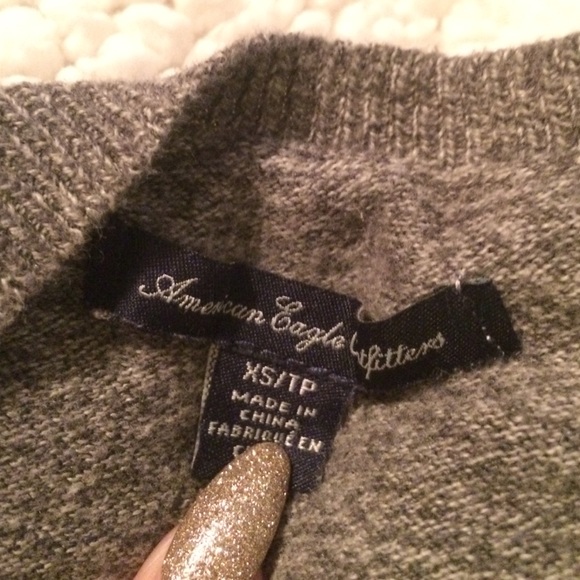 American Eagle Outfitters
XS/TP
MADE IN
CHINA
FABRIQUÉ EN